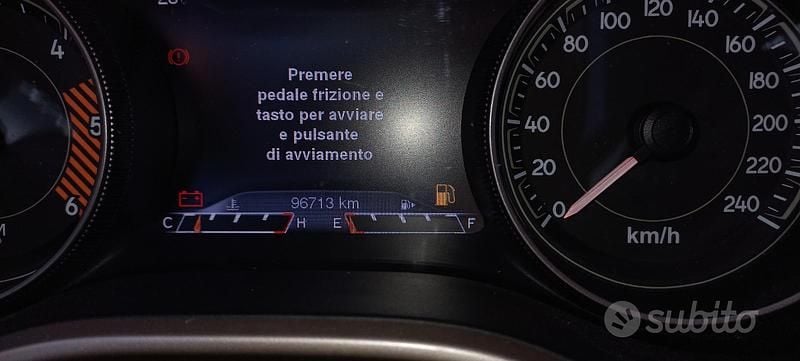 Premere
pedale frizione e
tasto per avviare
e pulsante
di avviamento
96713 km
C H E F
4
5
6
0
20
40
60
80
100
120
140
160
180
200
220
240
km/h
subito